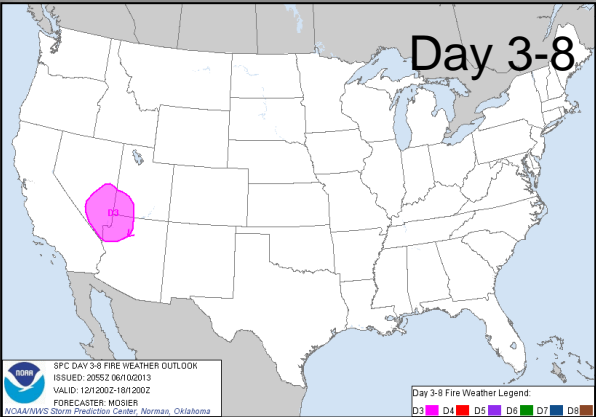 Day 3-8
D3
SPC DAY 3-8 FIRE WEATHER OUTLOOK
ISSUED: 2055Z 06/10/2013
VALID: 12/1200Z-18/1200Z
FORECASTER: MOSIER
NOAA/NWS Storm Prediction Center, Norman, Oklahoma
NOAA
Day 3-8 Fire Weather Legend:
D3 D4 D5 D6 D7 D8